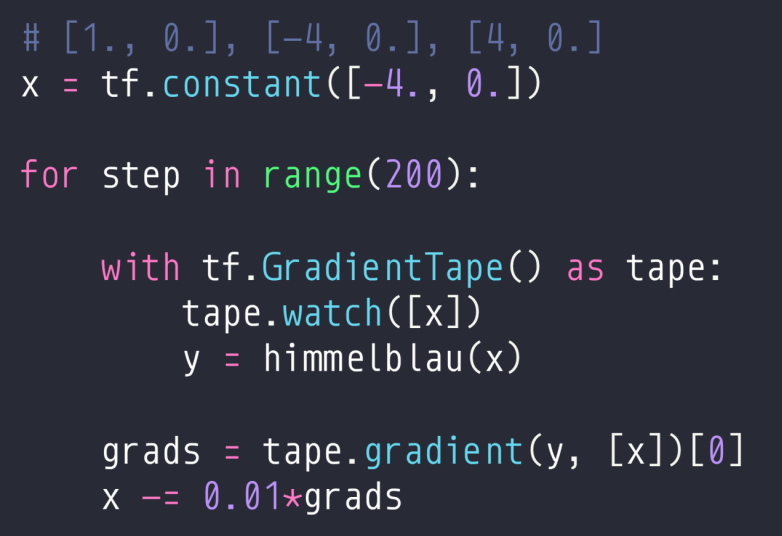 # [1., 0.], [-4, 0.], [4, 0.]
x = tf.constant([-4., 0.])
for step in range(200):
with tf.GradientTape() as tape:
tape.watch([x])
y = himmelblau(x)
grads = tape.gradient(y, [x])[0]
x -= 0.01*grads